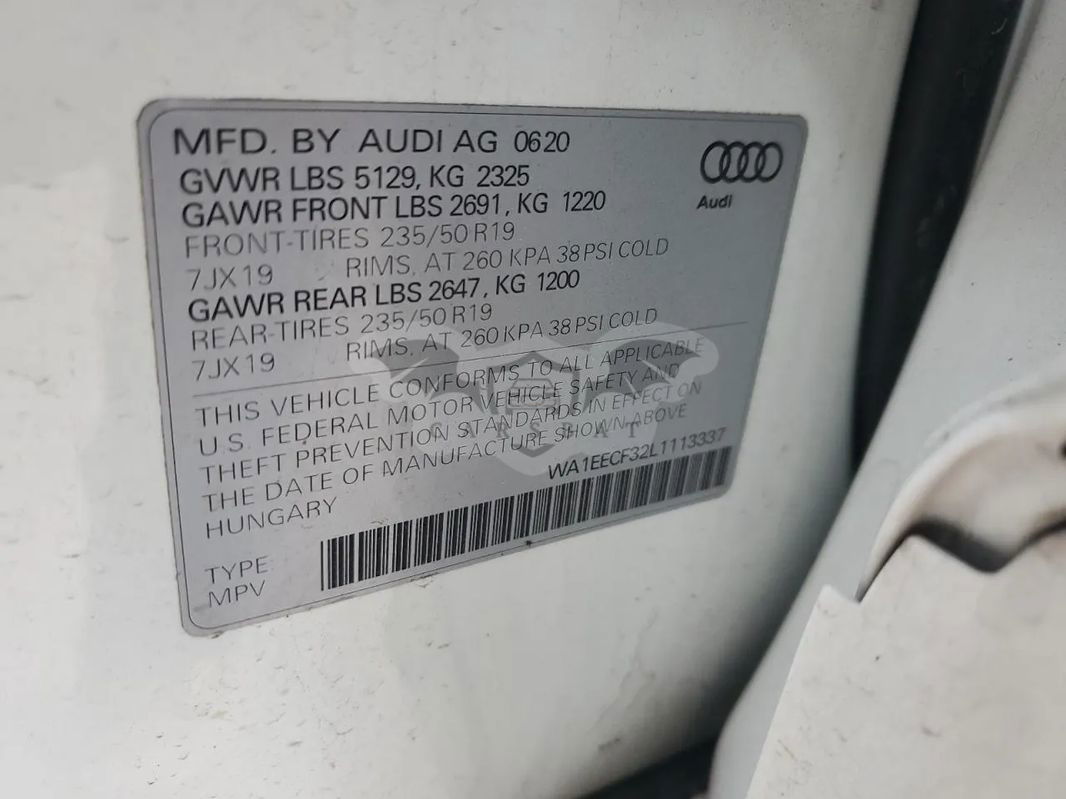 MFD. BY AUDI AG 0620
GVWR LBS 5129, KG 2325
GAWR FRONT LBS 2691, KG 1220
FRONT-TIRES 235/50 R19
7JX19 RIMS, AT 260 KPA 38 PSI COLD
GAWR REAR LBS 2647, KG 1200
REAR-TIRES 235/50 R19
7JX19 RIMS, AT 260 KPA 38 PSI COLD
Audi
THIS VEHICLE CONFORMS TO ALL APPLICABLE
U.S. FEDERAL MOTOR VEHICLE SAFETY AND
THEFT PREVENTION STANDARDS IN EFFECT ON
THE DATE OF MANUFACTURE SHOWN ABOVE
HUNGARY WA1EECF32L1113337
TYPE:
MPV
CARSBAT